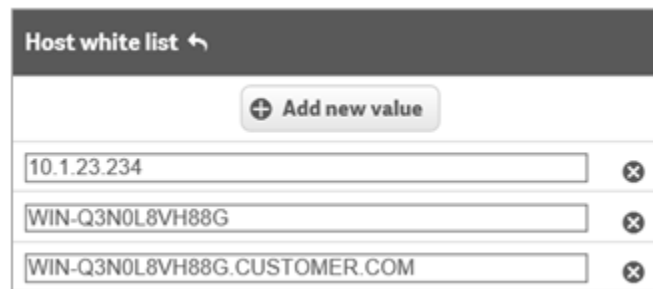 Host white list
Add new value
10.1.23.234
WIN-Q3N0L8VH88G
WIN-Q3N0L8VH88G.CUSTOMER.COM